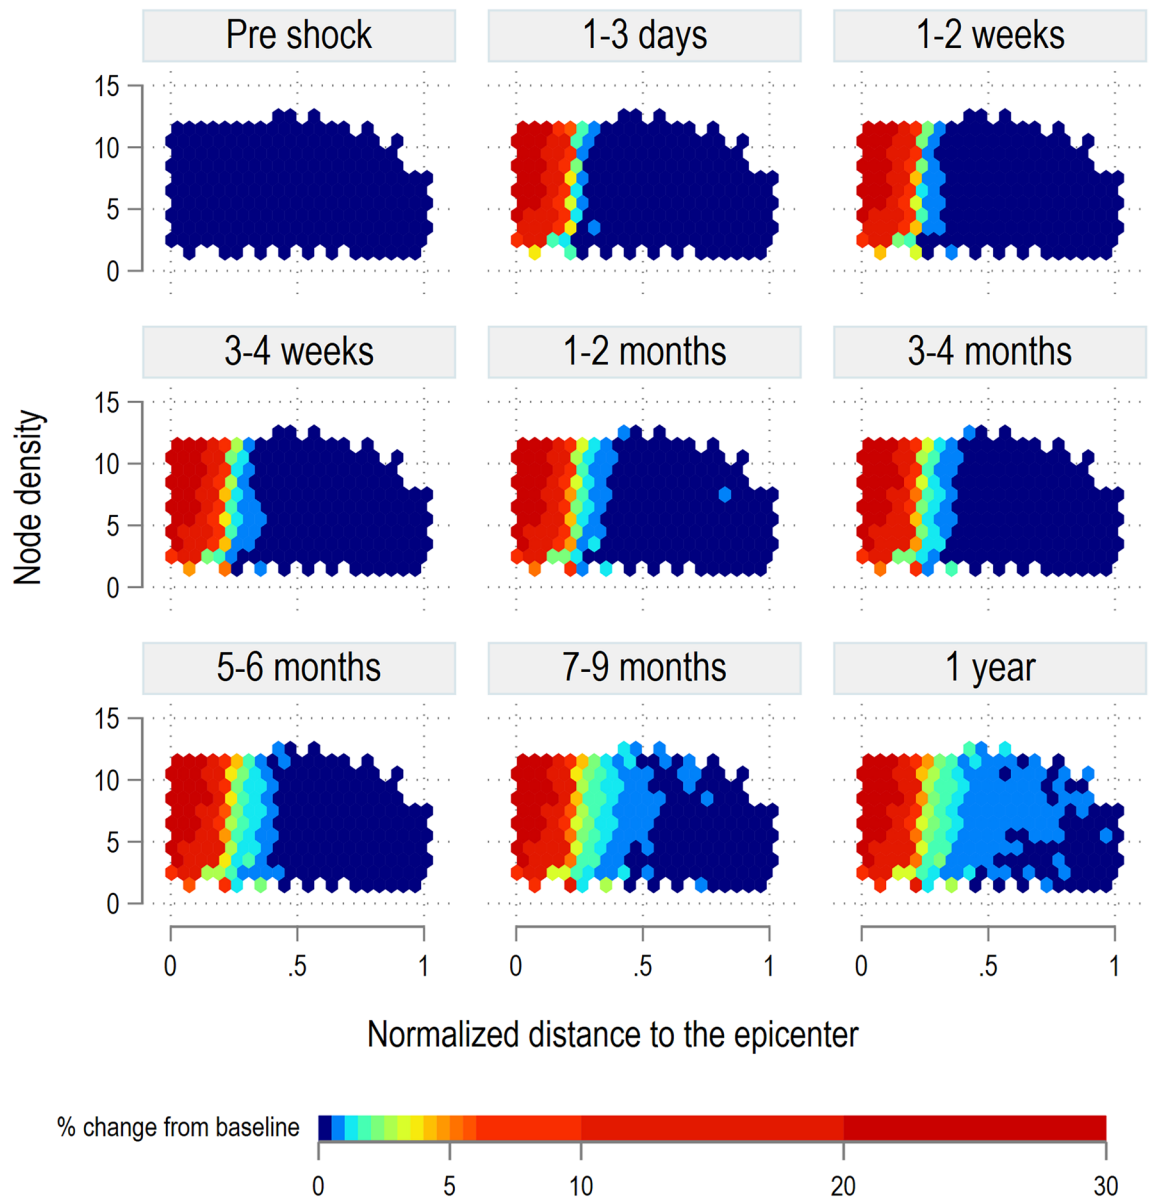 Pre shock
1-3 days
1-2 weeks
15
10
5
0
3-4 weeks
1-2 months
3-4 months
15
10
5
0
Node density
5-6 months
7-9 months
1 year
15
10
5
0
0 .5 1
0 .5 1
0 .5 1
Normalized distance to the epicenter
% change from baseline
0 5 10 20 30